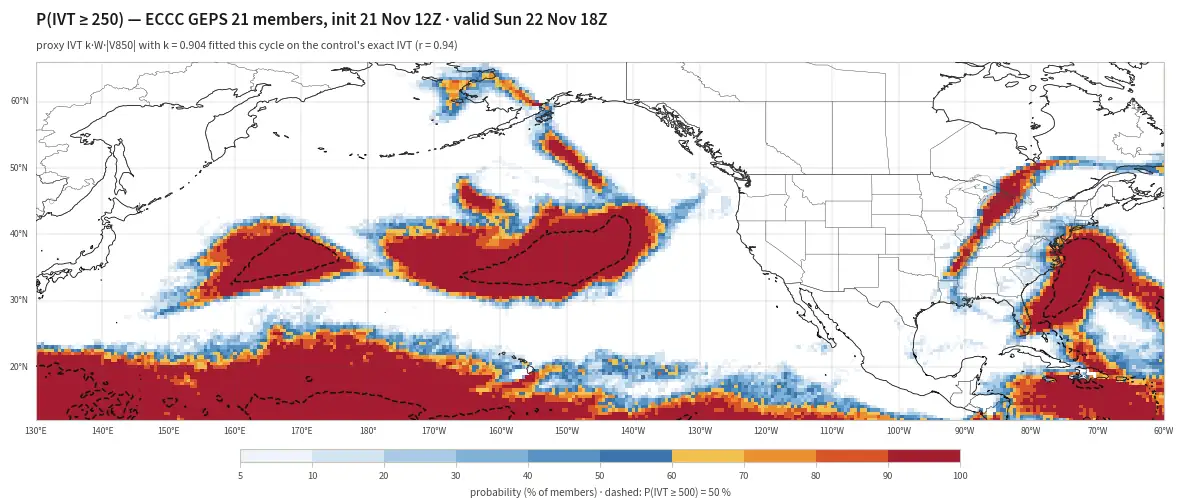 P(IVT ≥ 250) — ECCC GEPS 21 members, init 21 Nov 12Z · valid Sun 22 Nov 18Z
proxy IVT k·W·|V850| with k = 0.904 fitted this cycle on the control's exact IVT (r = 0.94)
60°N
50°N
40°N
30°N
20°N
130°E 140°E 150°E 160°E 170°E 180° 170°W 160°W 150°W 140°W 130°W 120°W 110°W 100°W 90°W 80°W 70°W 60°W
5 10 20 30 40 50 60 70 80 90 100
probability (% of members) · dashed: P(IVT ≥ 500) = 50 %